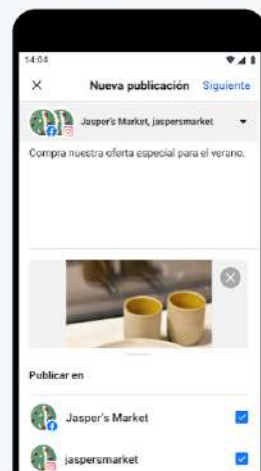 14:04
Nueva publicación Siguiente
Jasper's Market, jaspersmarket
Compra nuestra oferta especial para el verano.
Publicar en
Jasper's Market
jaspersmarket